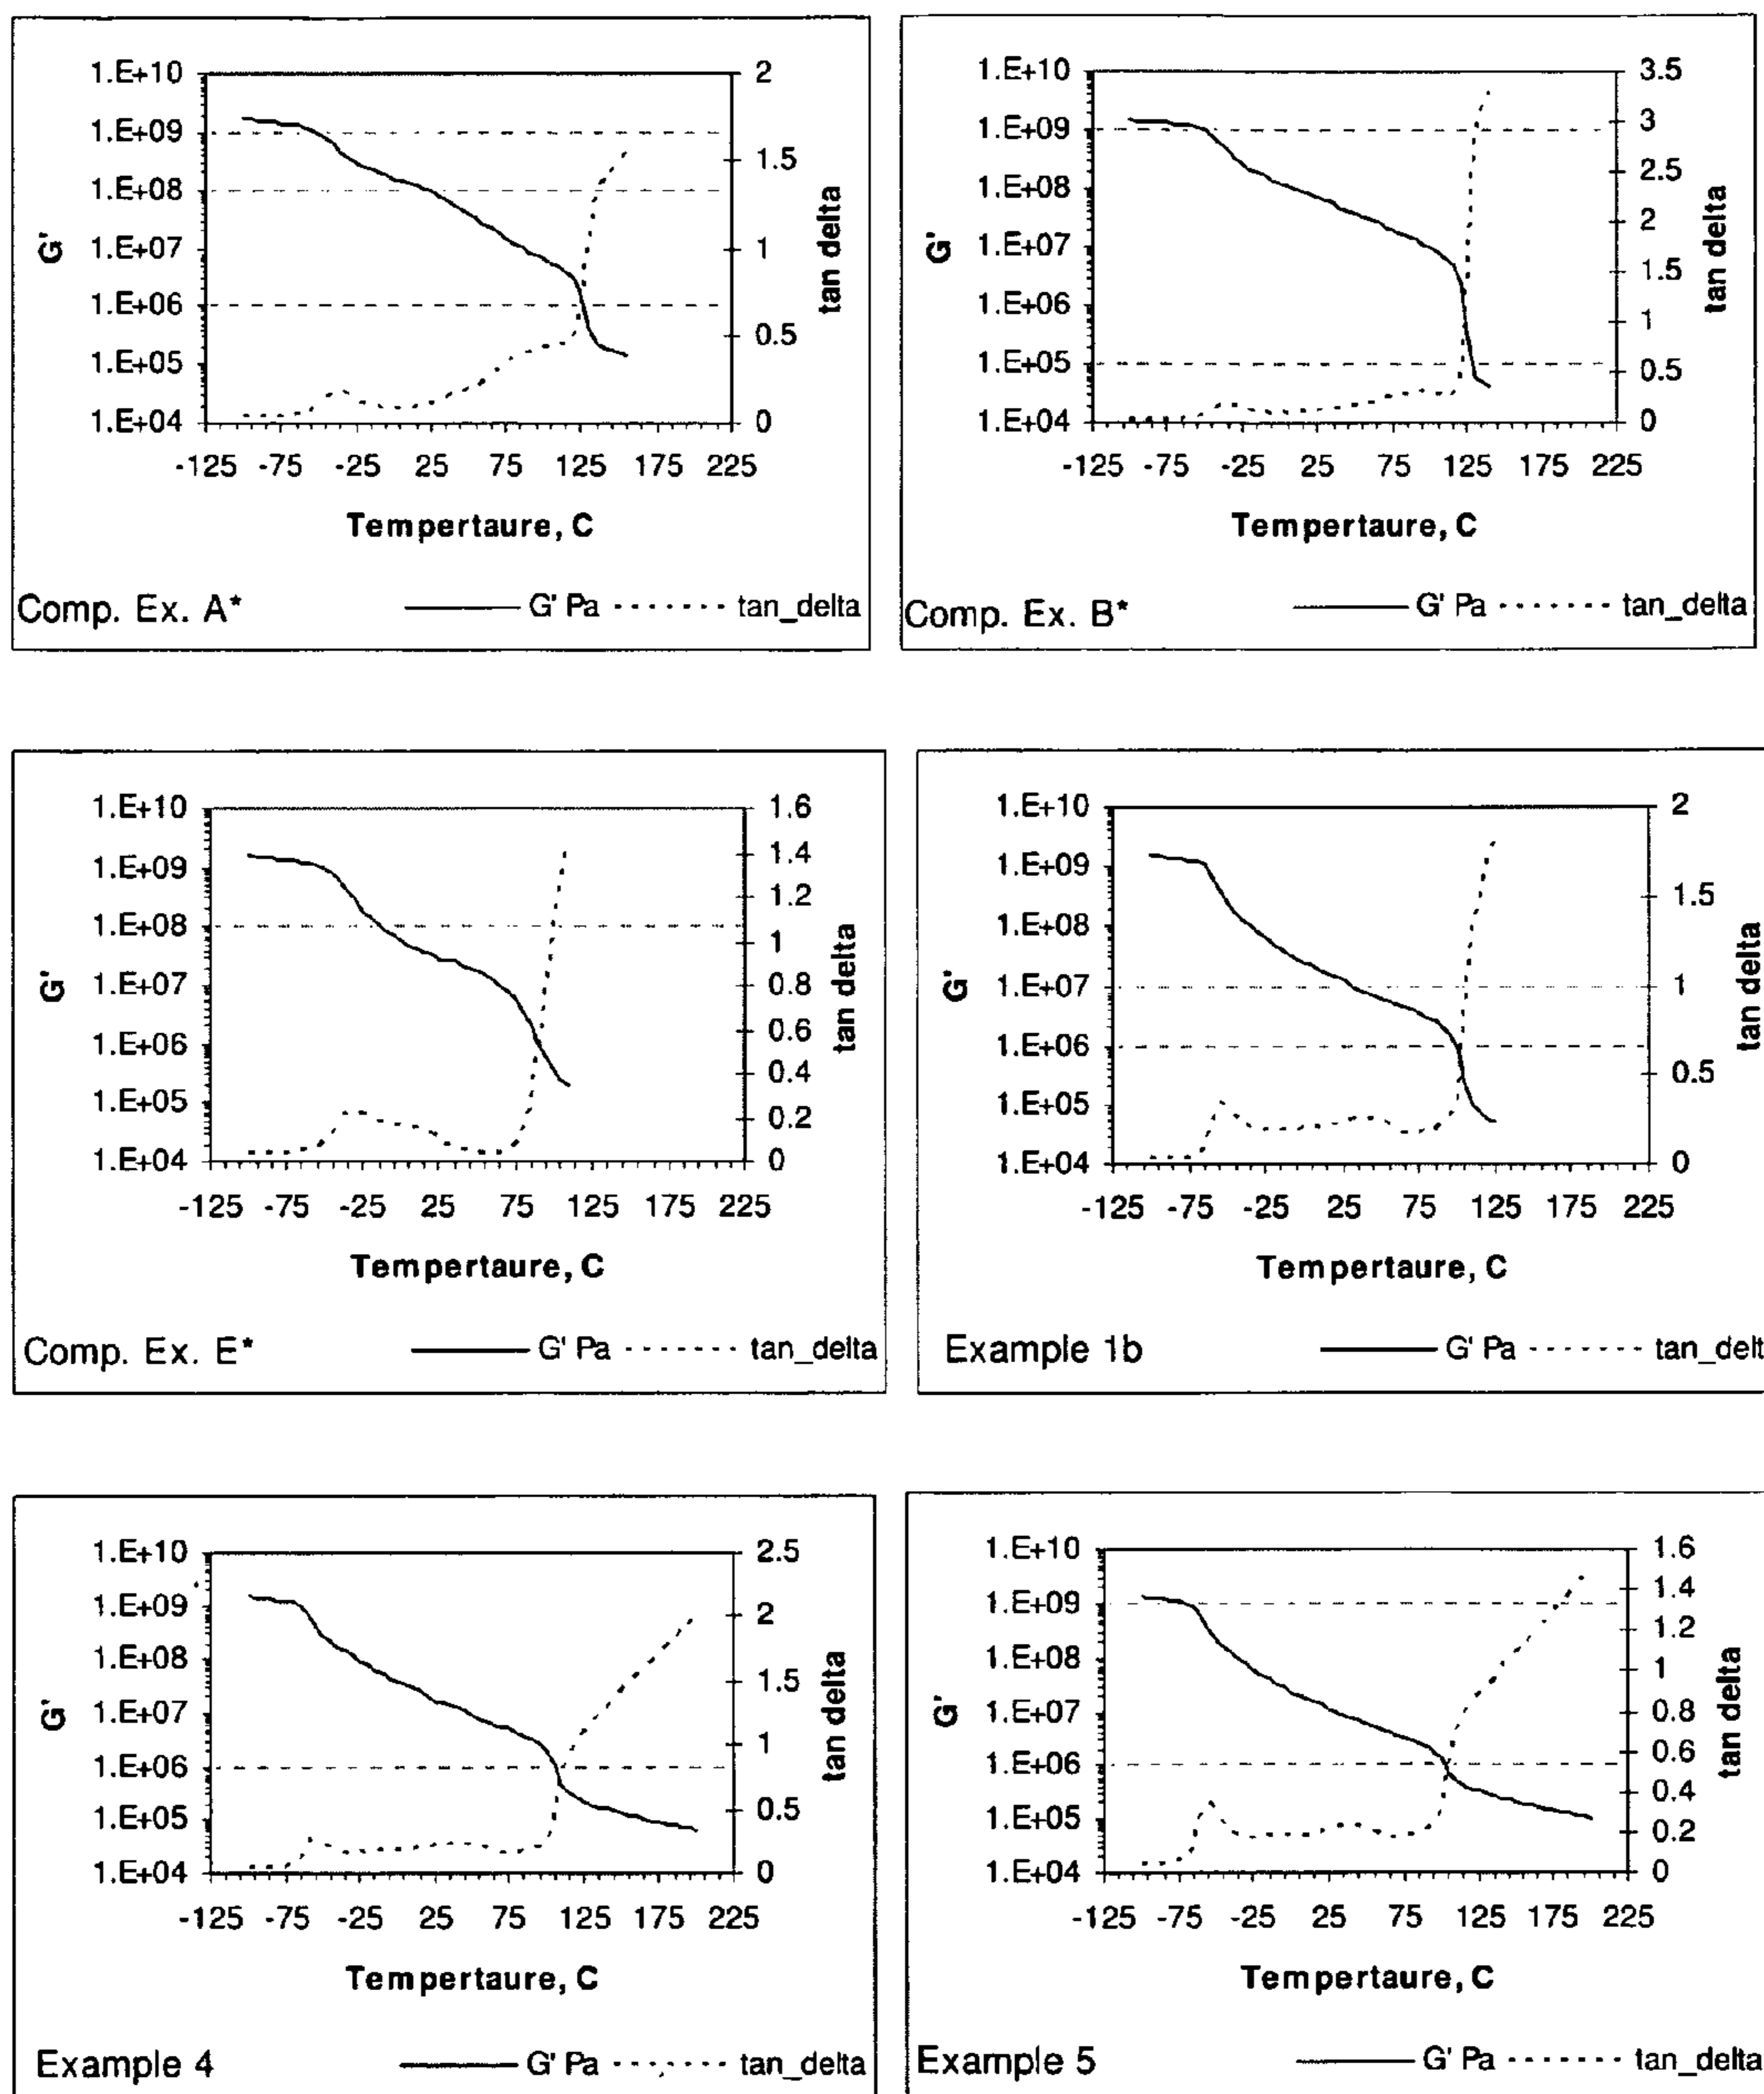 1.E+10
1.E+09
1.E+08
1.E+07
1.E+06
1.E+05
1.E+04
G'
2
1.5
1
0.5
0
tan delta
-125 -75 -25 25 75 125 175 225
Tempertaure, C
Comp. Ex. A* G' Pa tan_delta
1.E+10
1.E+09
1.E+08
1.E+07
1.E+06
1.E+05
1.E+04
G'
3.5
3
2.5
2
1.5
1
0.5
0
tan delta
-125 -75 -25 25 75 125 175 225
Tempertaure, C
Comp. Ex. B* G' Pa tan_delta
1.E+10
1.E+09
1.E+08
1.E+07
1.E+06
1.E+05
1.E+04
G'
1.6
1.4
1.2
1
0.8
0.6
0.4
0.2
0
tan delta
-125 -75 -25 25 75 125 175 225
Tempertaure, C
Comp. Ex. E* G' Pa tan_delta
1.E+10
1.E+09
1.E+08
1.E+07
1.E+06
1.E+05
1.E+04
G'
2
1.5
1
0.5
0
tan delta
-125 -75 -25 25 75 125 175 225
Tempertaure, C
Example 1b G' Pa tan_delt
1.E+10
1.E+09
1.E+08
1.E+07
1.E+06
1.E+05
1.E+04
G'
2.5
2
1.5
1
0.5
0
tan delta
-125 -75 -25 25 75 125 175 225
Tempertaure, C
Example 4 G' Pa tan_delta
1.E+10
1.E+09
1.E+08
1.E+07
1.E+06
1.E+05
1.E+04
G'
1.6
1.4
1.2
1
0.8
0.6
0.4
0.2
0
tan delta
-125 -75 -25 25 75 125 175 225
Tempertaure, C
Example 5 G' Pa tan_delta